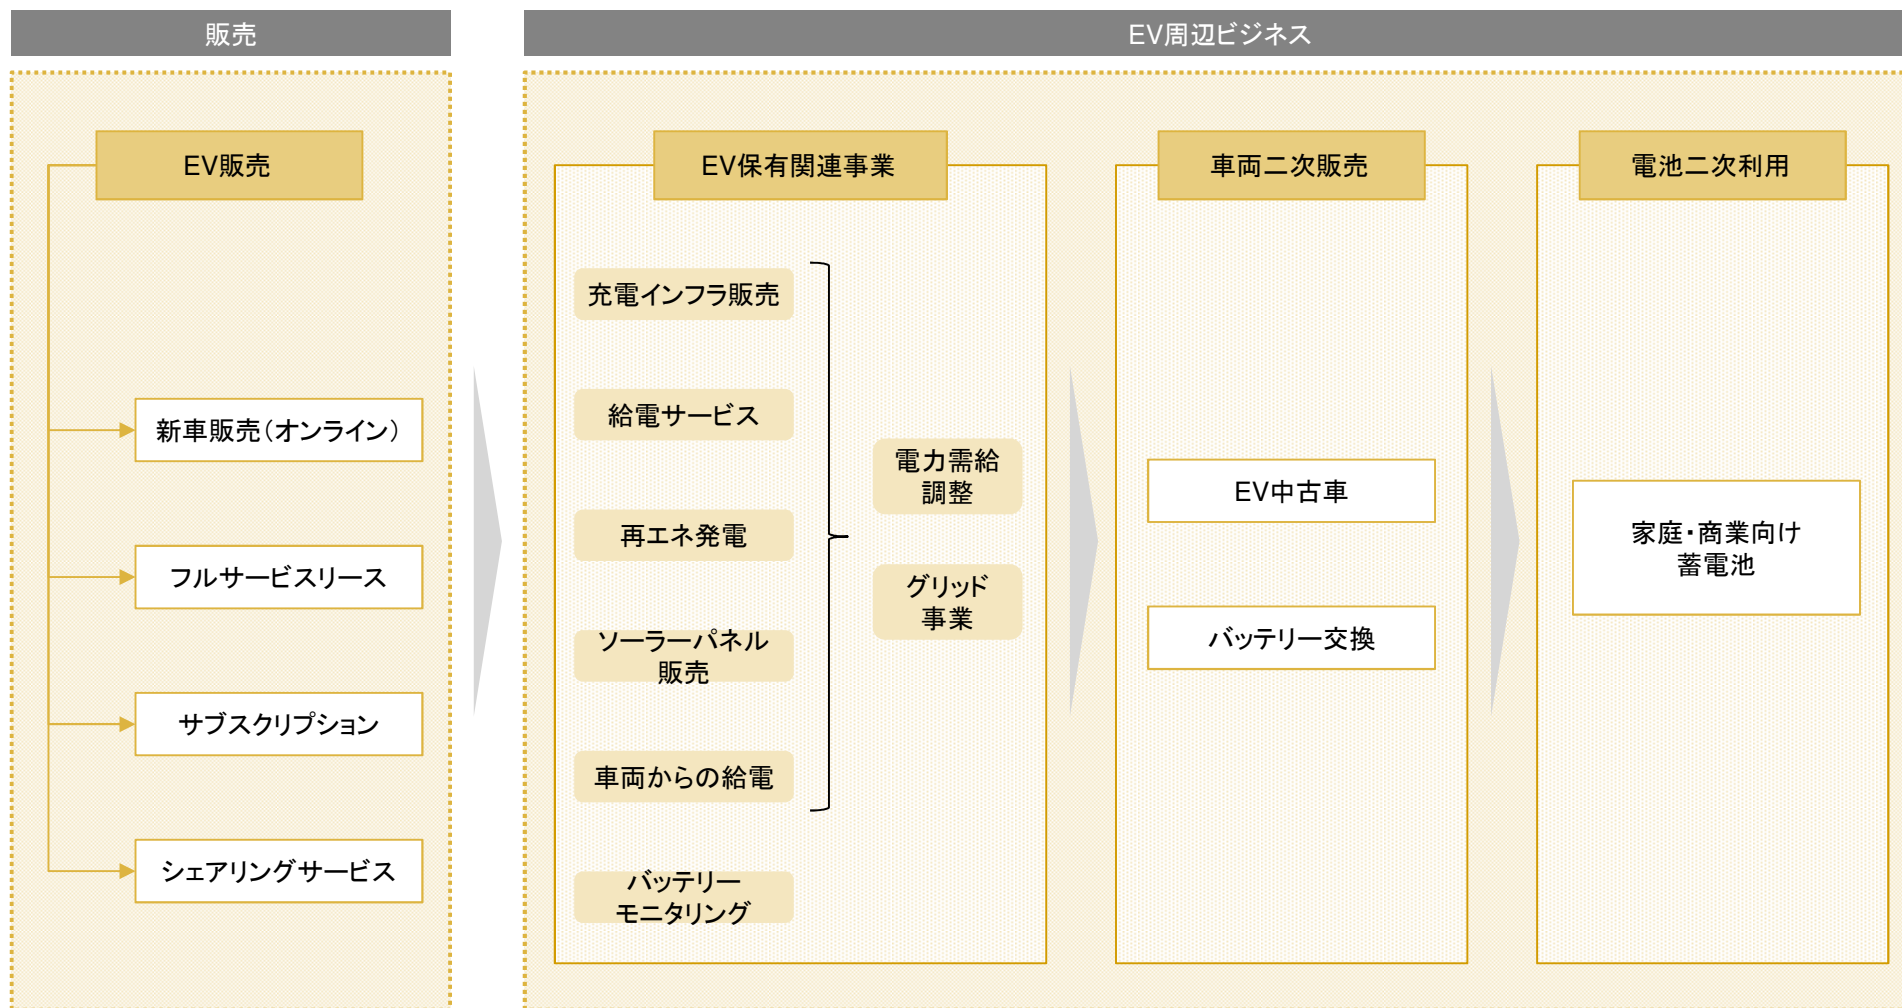 販売
EV周辺ビジネス
EV販売
新車販売（オンライン）
フルサービスリース
サブスクリプション
シェアリングサービス
EV保有関連事業
充電インフラ販売
給電サービス
再エネ発電
ソーラーパネル
販売
車両からの給電
バッテリー
モニタリング
電力需給
調整
グリッド
事業
車両二次販売
EV中古車
バッテリー交換
電池二次利用
家庭・商業向け
蓄電池